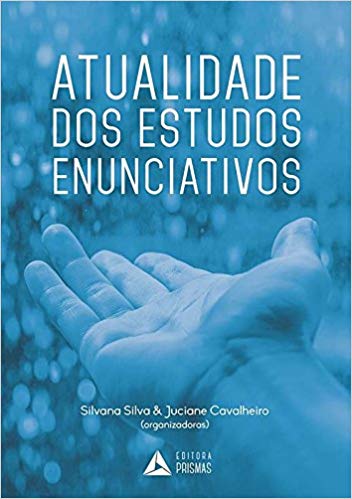 ATUALIDADE
DOS ESTUDOS
ENUNCIATIVOS
Silvana Silva & Juciane Cavalheiro
(organizadoras)
EDITORA
PRISMAS